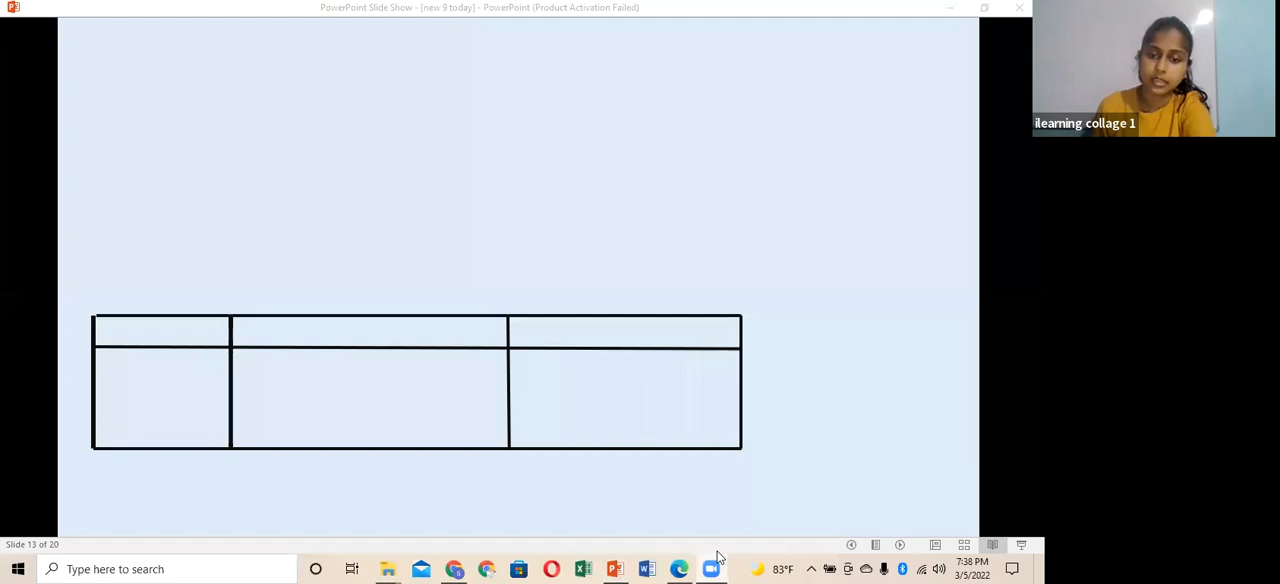 PowerPoint Slide Show - [new 9 today] - PowerPoint (Product Activation Failed)
ilearning collage 1
Slide 13 of 20
Type here to search
83°F
7:38 PM
3/5/2022